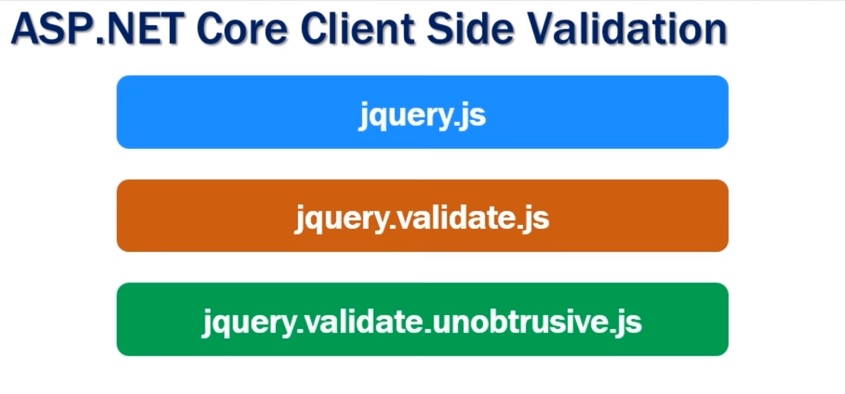 ASP.NET Core Client Side Validation
jquery.js
jquery.validate.js
jquery.validate.unobtrusive.js